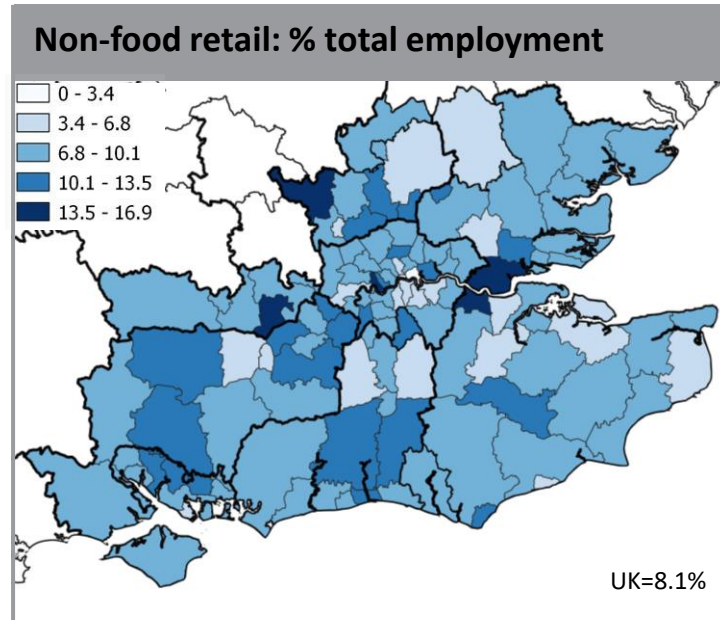 Non-food retail: % total employment
0 - 3.4
3.4 - 6.8
6.8 - 10.1
10.1 - 13.5
13.5 - 16.9
UK=8.1%